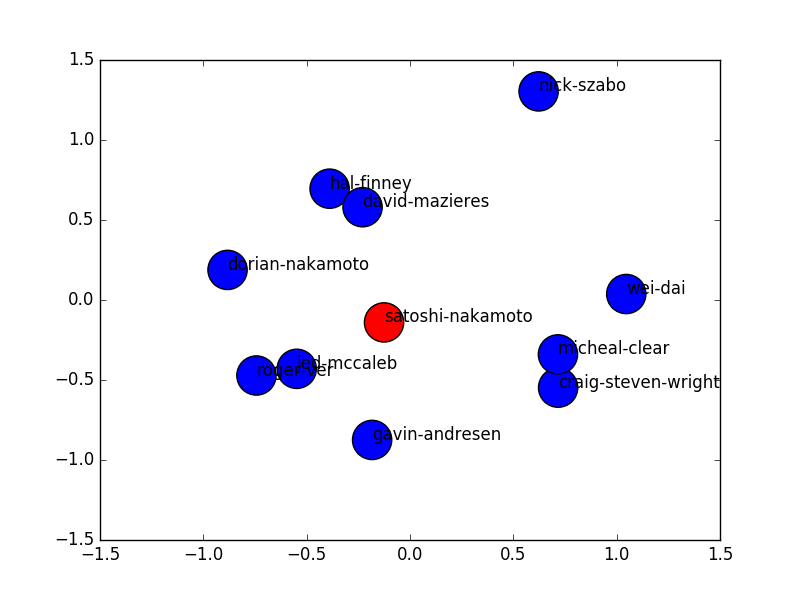 1.5
nick-szabo
1.0
hal-finney
david-mazieres
0.5
dorian-nakamoto
wei-dai
0.0
satoshi-nakamoto
micheal-clear
jed-mccaleb
roger-ver
−0.5
craig-steven-wright
gavin-andresen
−1.0
−1.5
−1.5 −1.0 −0.5 0.0 0.5 1.0 1.5